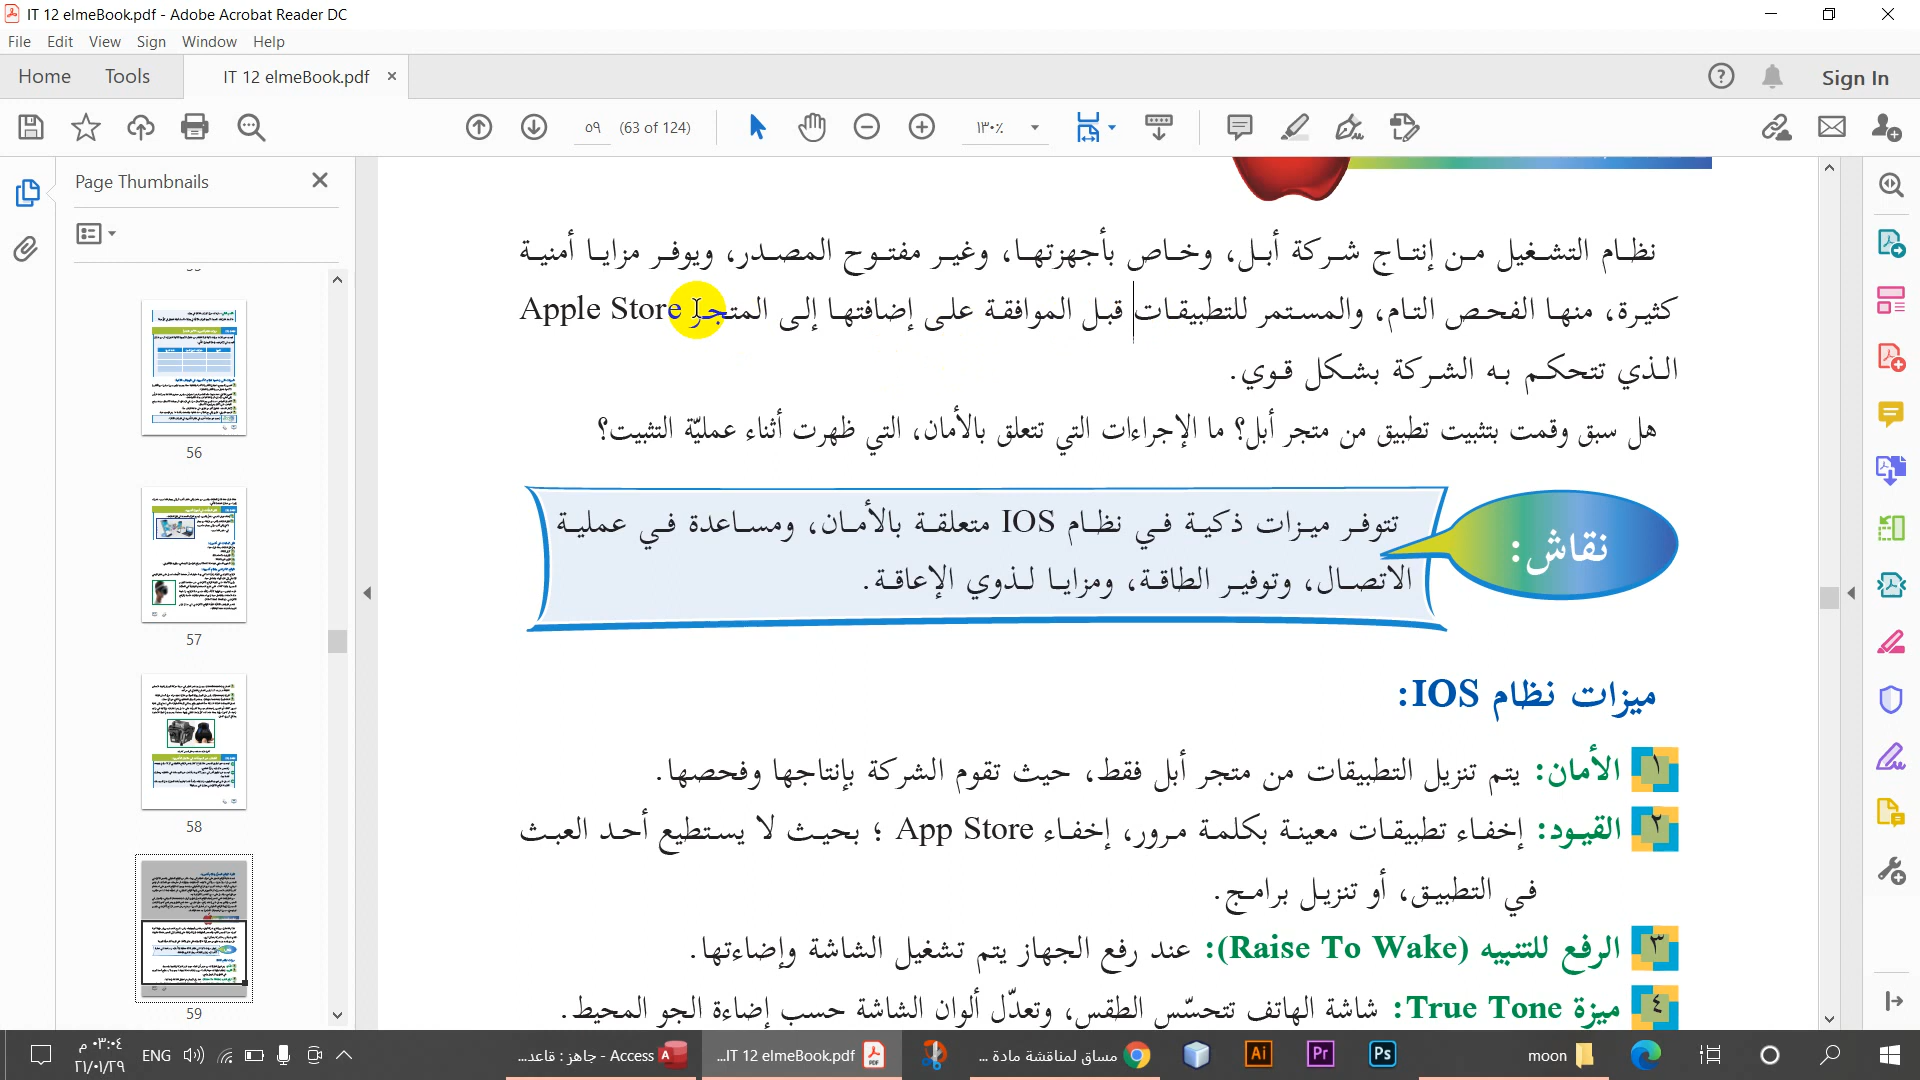 IT 12 elmeBook.pdf - Adobe Acrobat Reader DC
File Edit View Sign Window Help
Home Tools IT 12 elmeBook.pdf Sign In
٥٩ (63 of 124) ١٣٠٪
Page Thumbnails
56
57
58
59
نظام التشغيل من إنتاج شركة أبل، وخاص بأجهزتها، وغير مفتوح المصدر، ويوفر مزايا أمنية
كثيرة، منها الفحص التام، والمستمر للتطبيقات قبل الموافقة على إضافتها إلى المتجر Apple Store
الذي تتحكم به الشركة بشكل قوي.
هل سبق وقمت بتثبيت تطبيق من متجر أبل؟ ما الإجراءات التي تتعلق بالأمان، التي ظهرت أثناء عمليّة التثبيت؟
نقاش:
تتوفر ميزات ذكية في نظام IOS متعلقة بالأمان، ومساعدة في عملية
الاتصال، وتوفير الطاقة، ومزايا لذوي الإعاقة.
ميزات نظام IOS:
١ الأمان: يتم تنزيل التطبيقات من متجر أبل فقط، حيث تقوم الشركة بإنتاجها وفحصها.
٢ القيود: إخفاء تطبيقات معينة بكلمة مرور، إخفاء App Store ؛ بحيث لا يستطيع أحد العبث
في التطبيق، أو تنزيل برامج.
٣ الرفع للتنبيه (Raise To Wake): عند رفع الجهاز يتم تشغيل الشاشة وإضاءتها.
٤ ميزة True Tone: شاشة الهاتف تتحسّس الطقس، وتعدّل ألوان الشاشة حسب إضاءة الجو المحيط.
٠٣:٠٤ م
٢١/٠١/٢٩
ENG
Access - جاهز : قاعد...
...IT 12 elmeBook.pdf
مساق لمناقشة مادة ...
Ai
Pr
Ps
moon